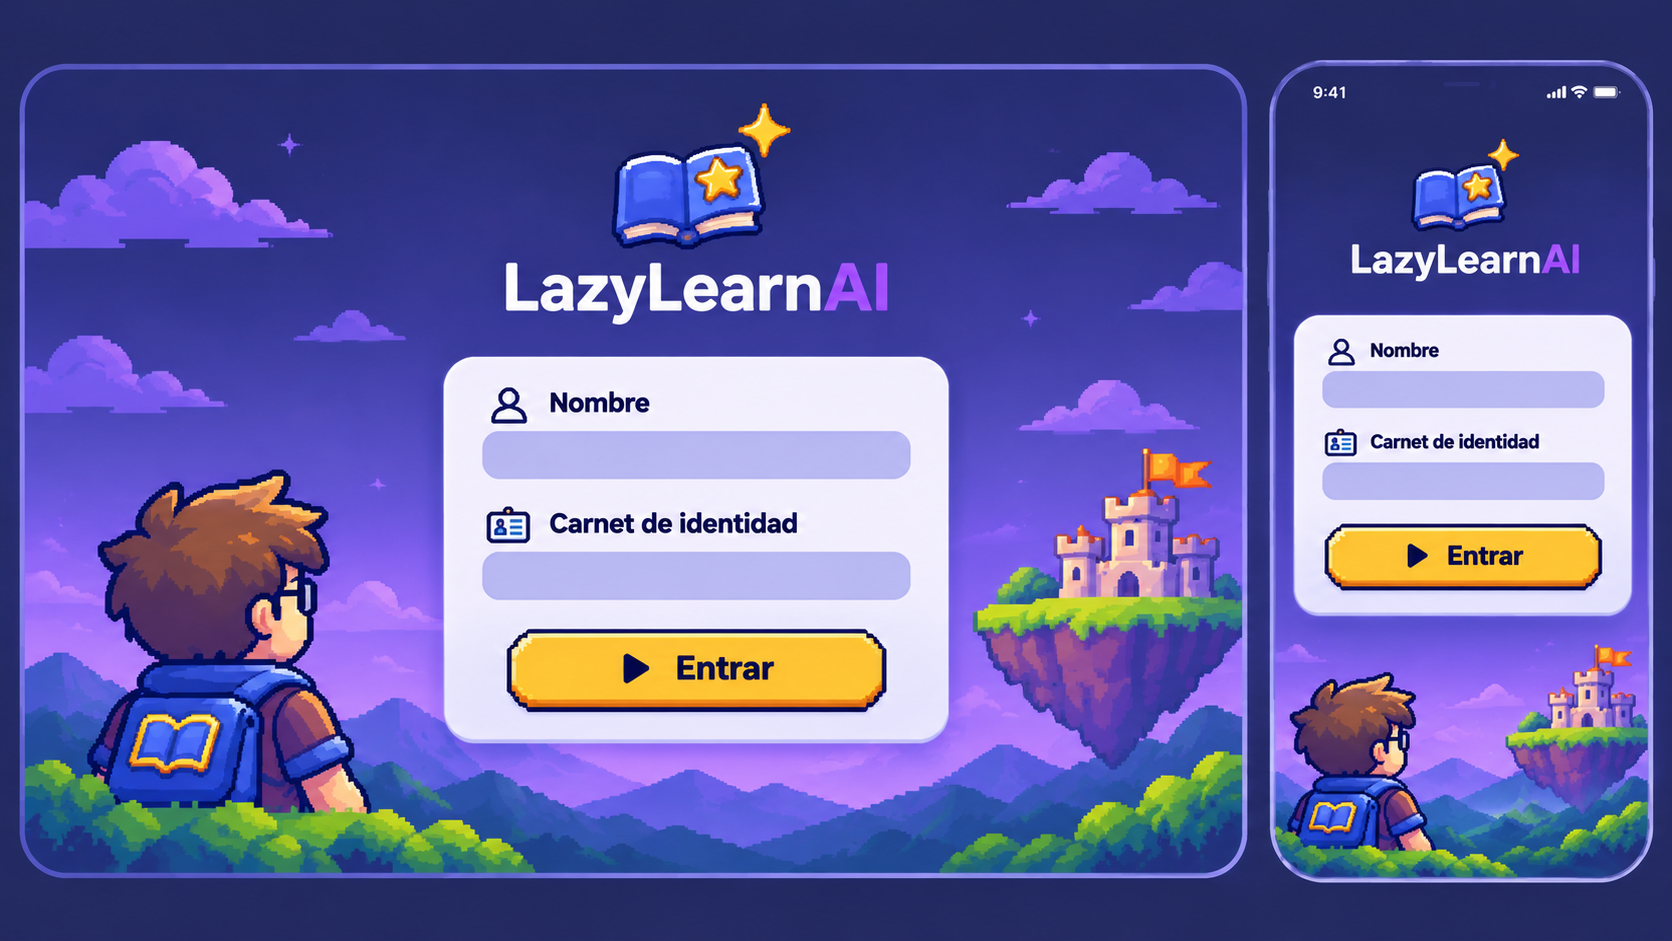 LazyLearnAI
Nombre
Carnet de identidad
Entrar
9:41
LazyLearnAI
Nombre
Carnet de identidad
Entrar